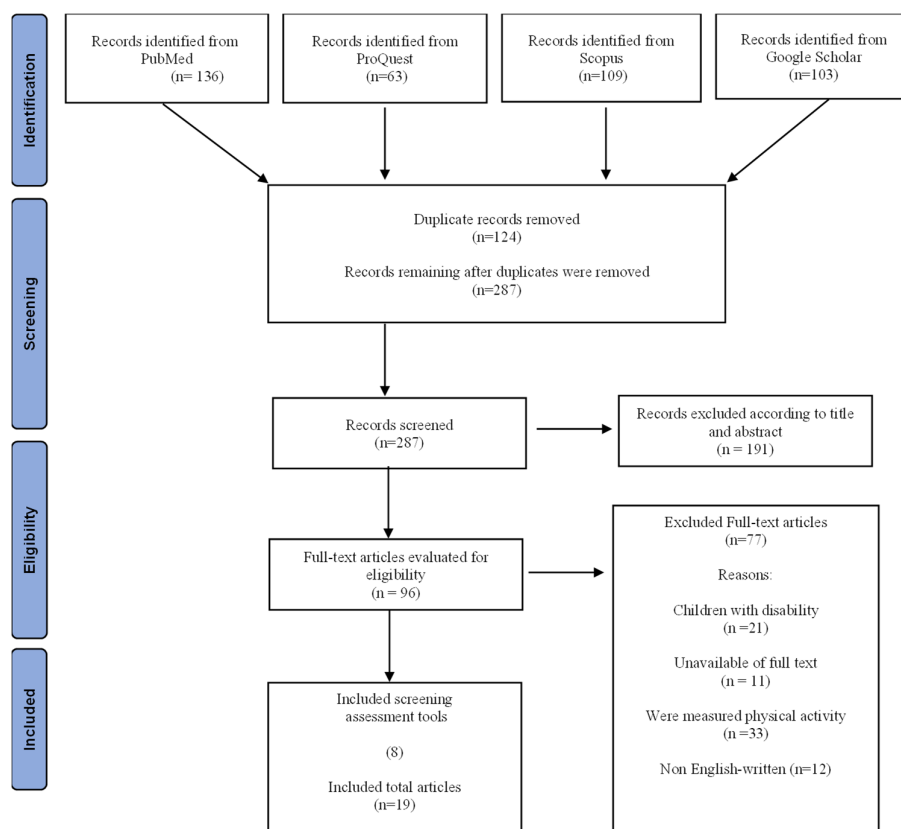 Identification
Records identified from
PubMed
(n= 136)
Records identified from
ProQuest
(n=63)
Records identified from
Scopus
(n=109)
Records identified from
Google Scholar
(n=103)
Screening
Duplicate records removed
(n=124)
Records remaining after duplicates were removed
(n=287)
Records screened
(n=287)
Records excluded according to title
and abstract
(n = 191)
Eligibility
Full-text articles evaluated for
eligibility
(n = 96)
Excluded Full-text articles
(n=77)
Reasons:
Children with disability
(n =21)
Unavailable of full text
(n = 11)
Were measured physical activity
(n =33)
Non English-written (n=12)
Included
Included screening
assessment tools
(8)
Included total articles
(n=19)